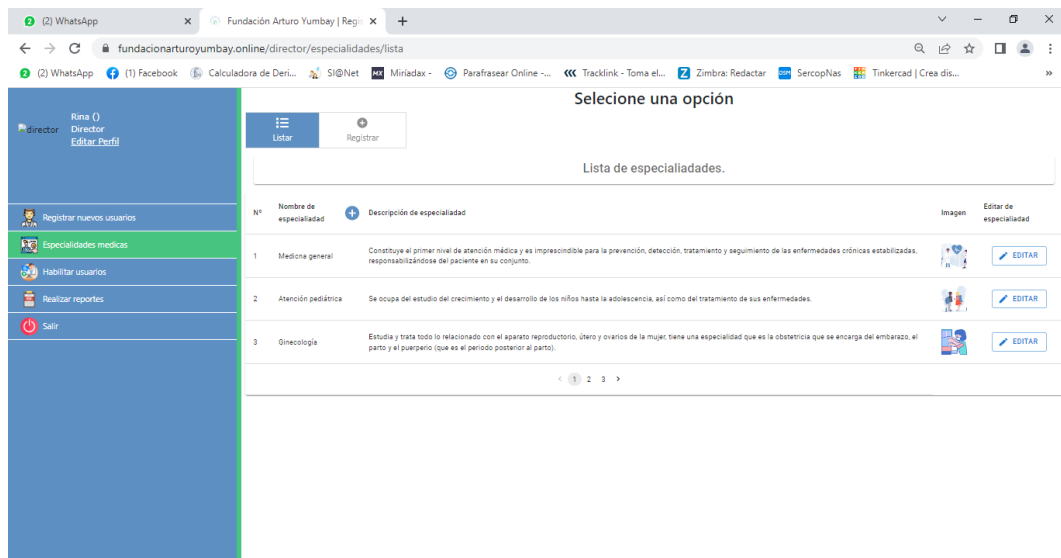 (2) WhatsApp
Fundación Arturo Yumbay | Regis
fundacionarturoyumbay.online/director/especialidades/lista
(2) WhatsApp (1) Facebook Calculadora de Deri... SI@Net Miríadax - Parafrasear Online -... Tracklink - Toma el... Zimbra: Redactar SercopNas Tinkercad | Crea dis... »
director
Rina ()
Director
Editar Perfil
Registrar nuevos usuarios
Especialidades medicas
Habilitar usuarios
Realizar reportes
Salir
Selecione una opción
Listar
Registrar
Lista de especialiadades.
Nº
Nombre de
especialiadad
Descripción de especialiadad
Imagen
Editar de
especialiadad
1
Medicna general
Constituye el primer nivel de atención médica y es imprescindible para la prevención, detección, tratamiento y seguimiento de las enfermedades crónicas estabilizadas,
responsabilizándose del paciente en su conjunto.
EDITAR
2
Atención pediátrica
Se ocupa del estudio del crecimiento y el desarrollo de los niños hasta la adolescencia, así como del tratamiento de sus enfermedades.
EDITAR
3
Ginecología
Estudia y trata todo lo relacionado con el aparato reproductorio, útero y ovarios de la mujer, tiene una especialidad que es la obstetricia que se encarga del embarazo, el
parto y el puerperio (que es el periodo posterior al parto).
EDITAR
< 1 2 3 >